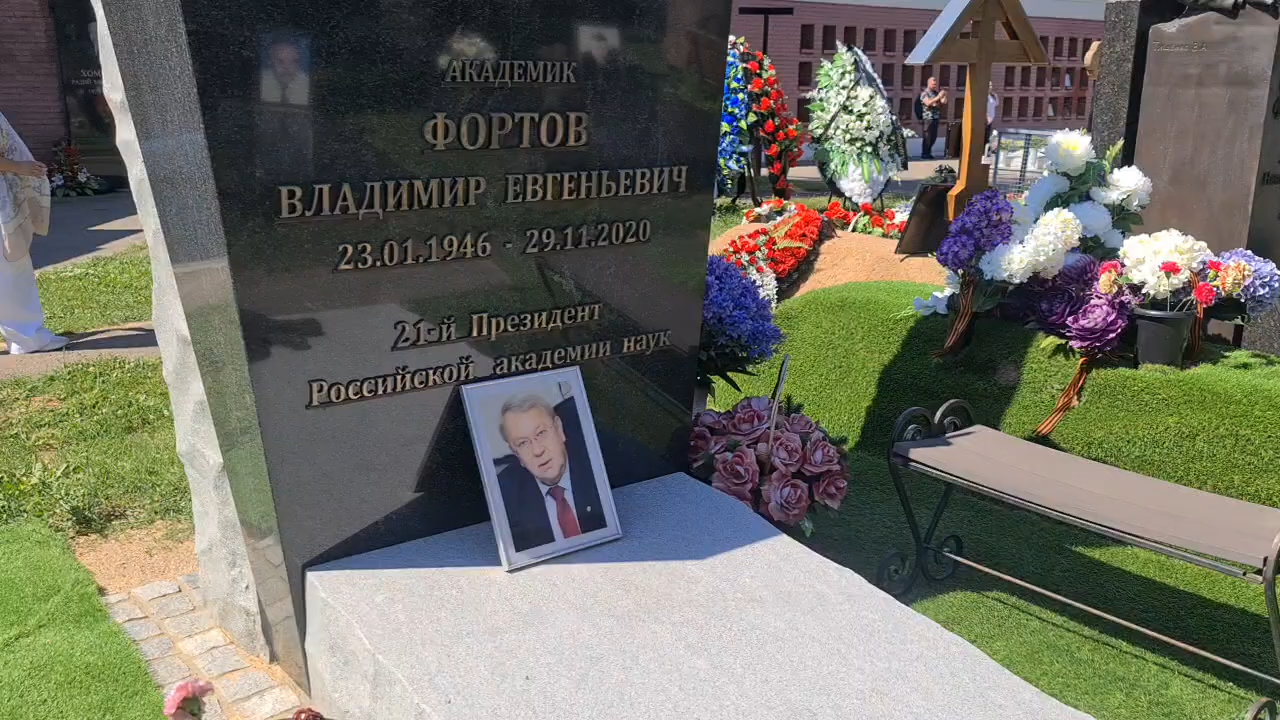 АКАДЕМИК
ФОРТОВ
ВЛАДИМИР ЕВГЕНЬЕВИЧ
23.01.1946 - 29.11.2020
21-й Президент
Российской академии наук